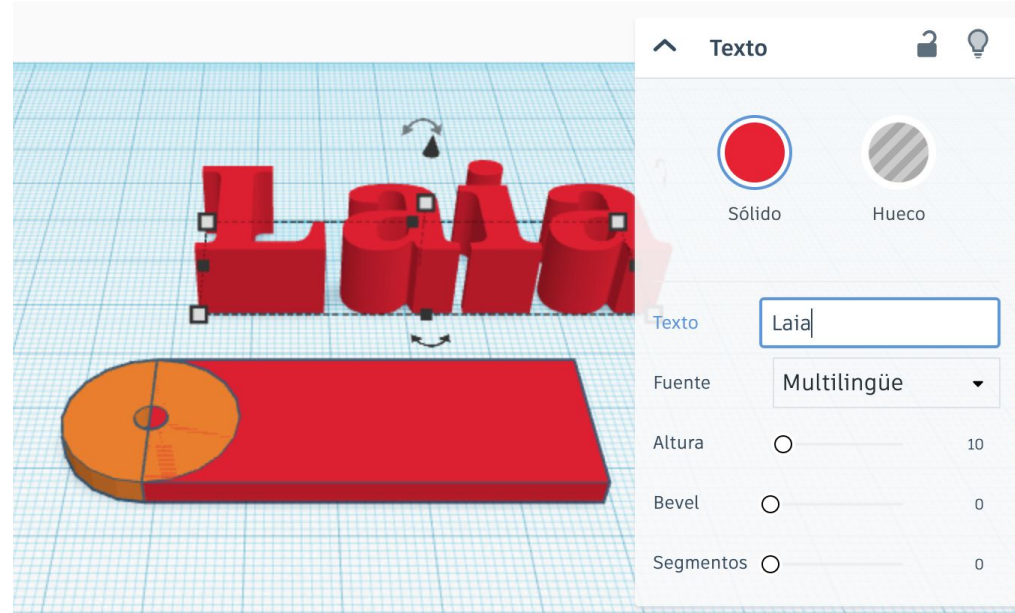 Texto
Sólido
Hueco
Laia
Texto
Laia
Fuente
Multilingüe
Altura
10
Bevel
0
Segmentos
0